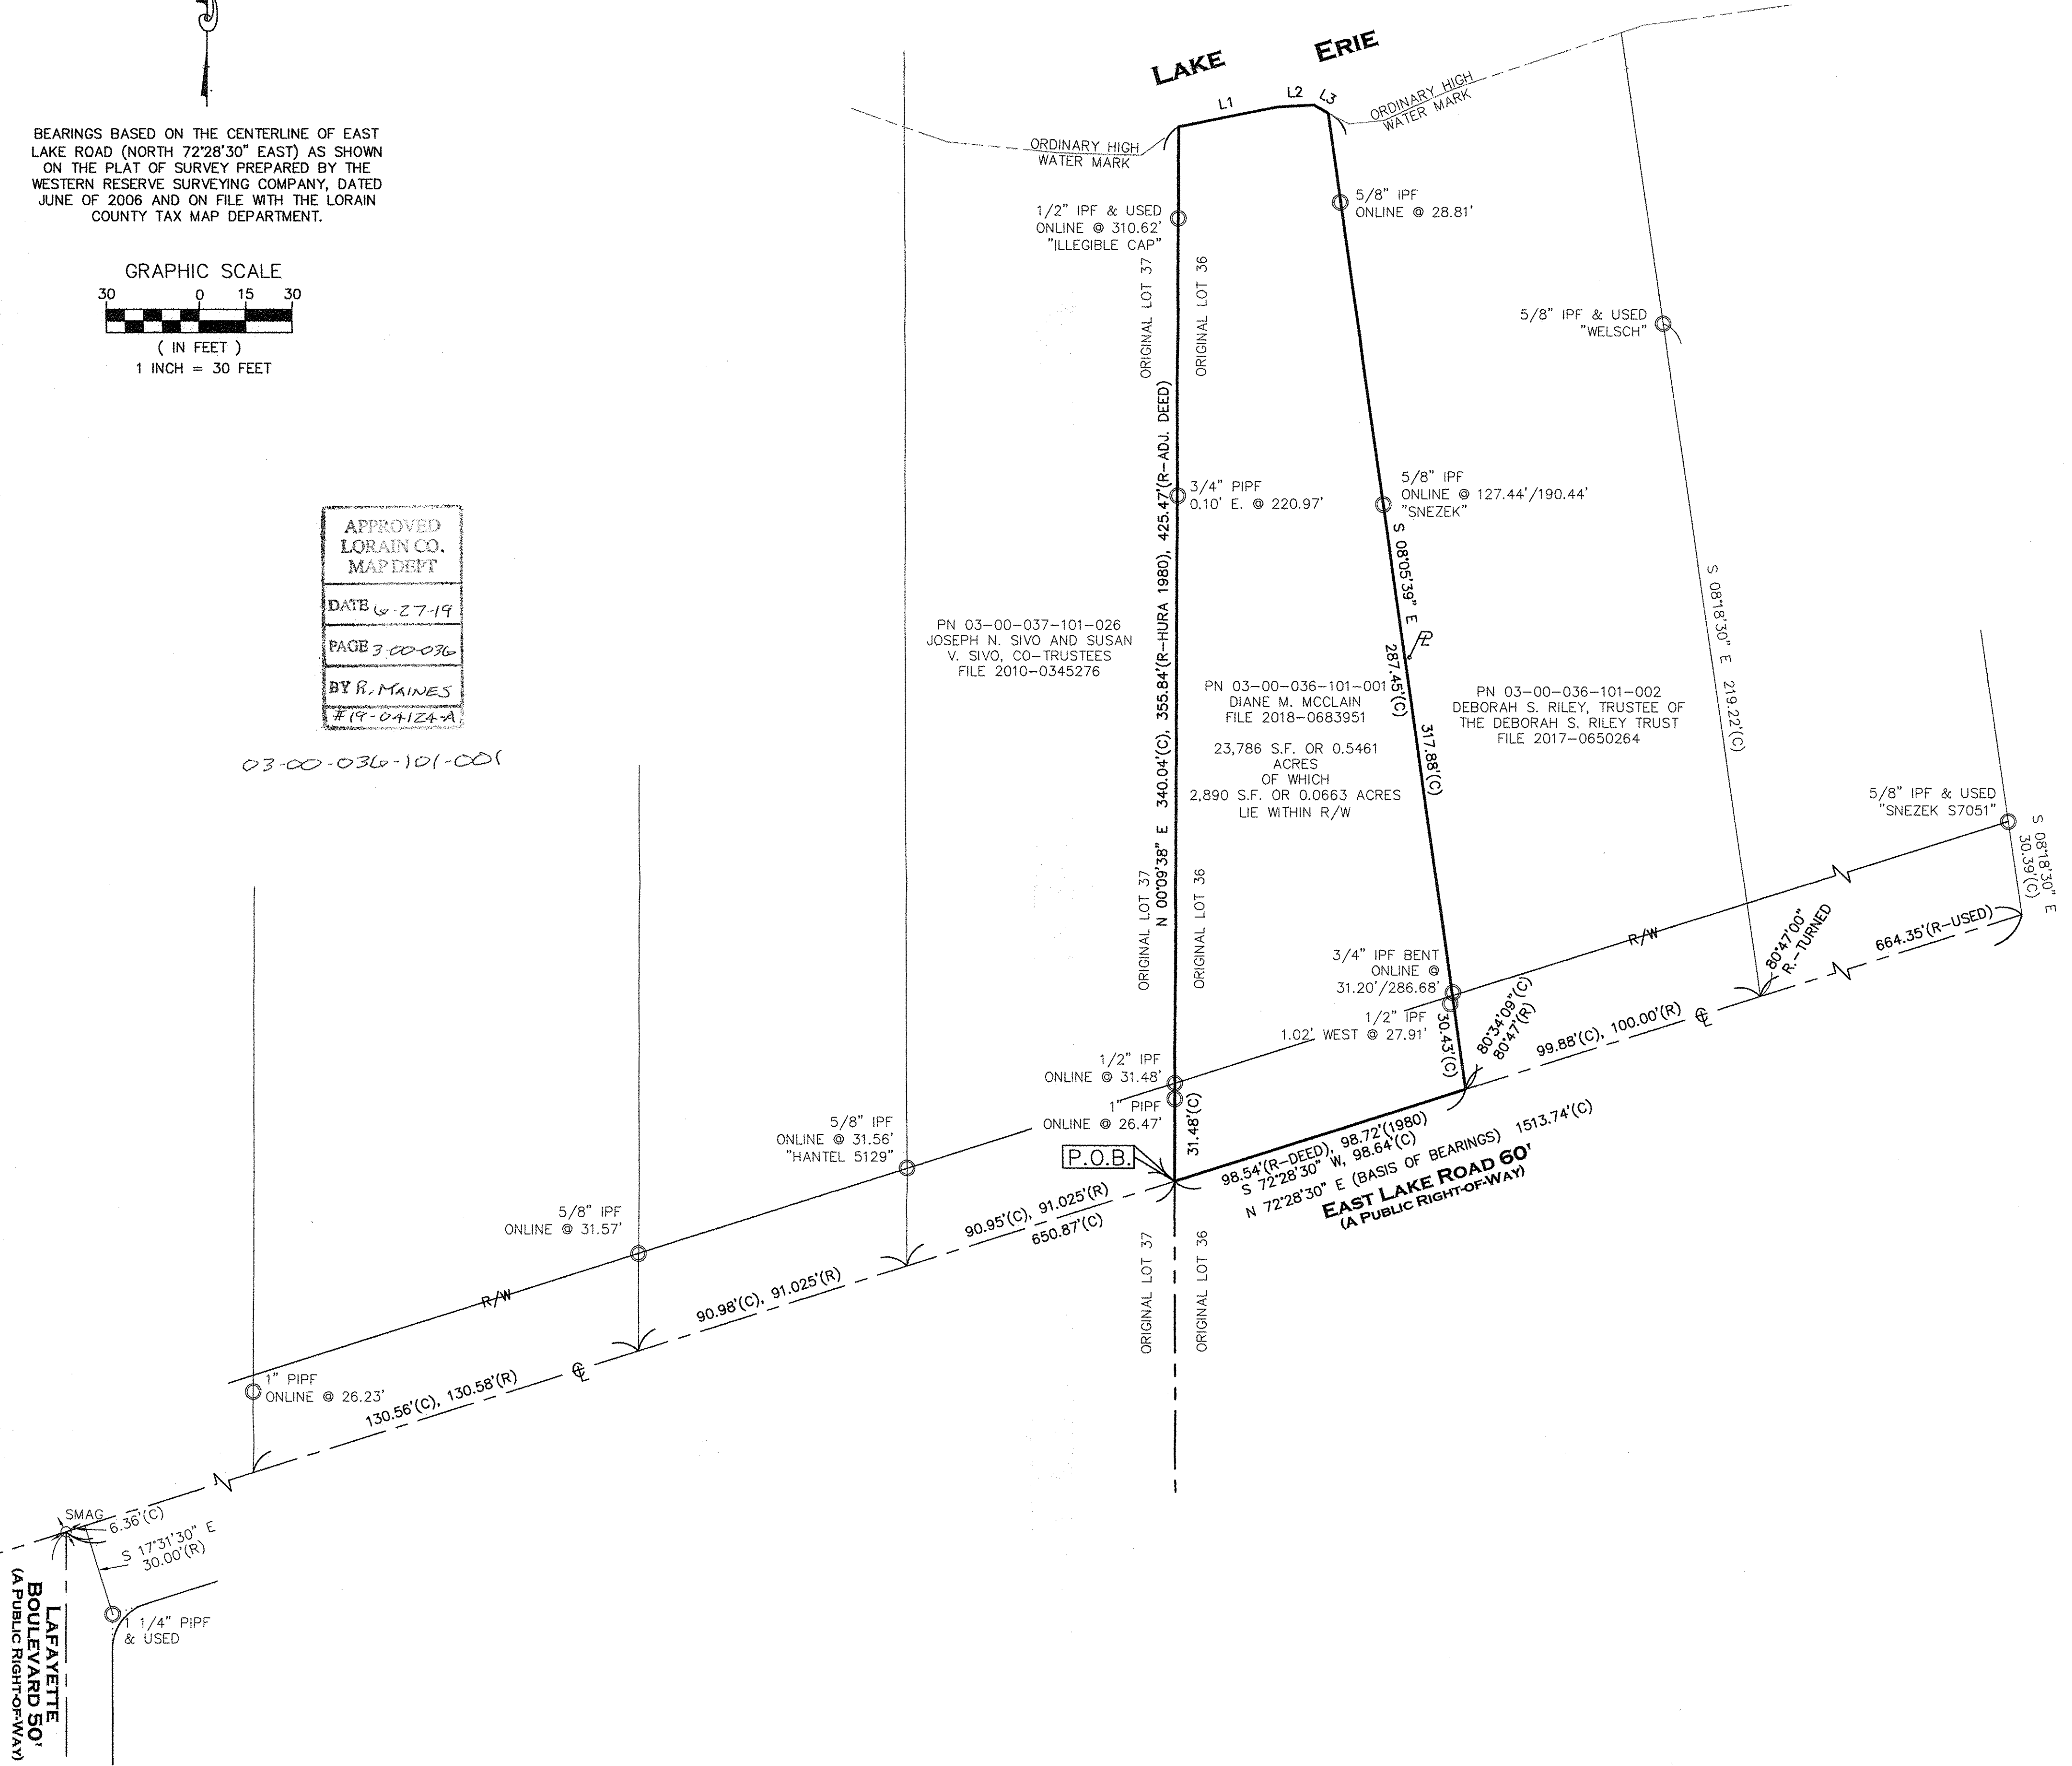 LAKE ERIE
L1
L2
L3
ORDINARY HIGH
WATER MARK
ORDINARY HIGH
WATER MARK
BEARINGS BASED ON THE CENTERLINE OF EAST
LAKE ROAD (NORTH 72°28'30" EAST) AS SHOWN
ON THE PLAT OF SURVEY PREPARED BY THE
WESTERN RESERVE SURVEYING COMPANY, DATED
JUNE OF 2006 AND ON FILE WITH THE LORAIN
COUNTY TAX MAP DEPARTMENT.
GRAPHIC SCALE
30 0 15 30
( IN FEET )
1 INCH = 30 FEET
1/2" IPF & USED
ONLINE @ 310.62'
"ILLEGIBLE CAP"
5/8" IPF
ONLINE @ 28.81'
ORIGINAL LOT 37
ORIGINAL LOT 36
5/8" IPF & USED
"WELSCH"
3/4" PIPF
0.10' E. @ 220.97'
5/8" IPF
ONLINE @ 127.44'/190.44'
"SNEZEK"
APPROVED
LORAIN CO.
MAP DEPT
DATE 6-27-19
PAGE 3-00-036
BY R. MAINES
#19-04124-A
03-00-036-101-001
N 00°09'38" E 340.04'(C), 355.84'(R-HURA 1980), 425.47'(R-ADJ. DEED)
S 08°05'39" E
287.45'(C)
317.88'(C)
PL
S 08°18'30" E 219.22'(C)
PN 03-00-037-101-026
JOSEPH N. SIVO AND SUSAN
V. SIVO, CO-TRUSTEES
FILE 2010-0345276
PN 03-00-036-101-001
DIANE M. MCCLAIN
FILE 2018-0683951
23,786 S.F. OR 0.5461
ACRES
OF WHICH
2,890 S.F. OR 0.0663 ACRES
LIE WITHIN R/W
PN 03-00-036-101-002
DEBORAH S. RILEY, TRUSTEE OF
THE DEBORAH S. RILEY TRUST
FILE 2017-0650264
5/8" IPF & USED
"SNEZEK S7051"
S 08°18'30" E
30.39'(C)
ORIGINAL LOT 37
ORIGINAL LOT 36
3/4" IPF BENT
ONLINE @
31.20'/286.68'
1/2" IPF
1.02' WEST @ 27.91'
30.43'(C)
80°34'09"(C)
80°47'(R)
R/W
80°47'00"
R.-TURNED
664.35'(R-USED)
99.88'(C), 100.00'(R)
CL
1/2" IPF
ONLINE @ 31.48'
1" PIPF
ONLINE @ 26.47'
31.48'(C)
P.O.B.
98.54'(R-DEED), 98.72'(1980)
S 72°28'30" W, 98.64'(C)
N 72°28'30" E (BASIS OF BEARINGS) 1513.74'(C)
EAST LAKE ROAD 60'
(A PUBLIC RIGHT-OF-WAY)
5/8" IPF
ONLINE @ 31.56'
"HANTEL 5129"
5/8" IPF
ONLINE @ 31.57'
90.95'(C), 91.025'(R)
650.87'(C)
ORIGINAL LOT 37
ORIGINAL LOT 36
R/W
90.98'(C), 91.025'(R)
1" PIPF
ONLINE @ 26.23'
130.56'(C), 130.58'(R)
CL
SMAG
6.36'(C)
S 17°31'30" E
30.00'(R)
1 1/4" PIPF
& USED
LAFAYETTE
BOULEVARD 50'
(A PUBLIC RIGHT-OF-WAY)